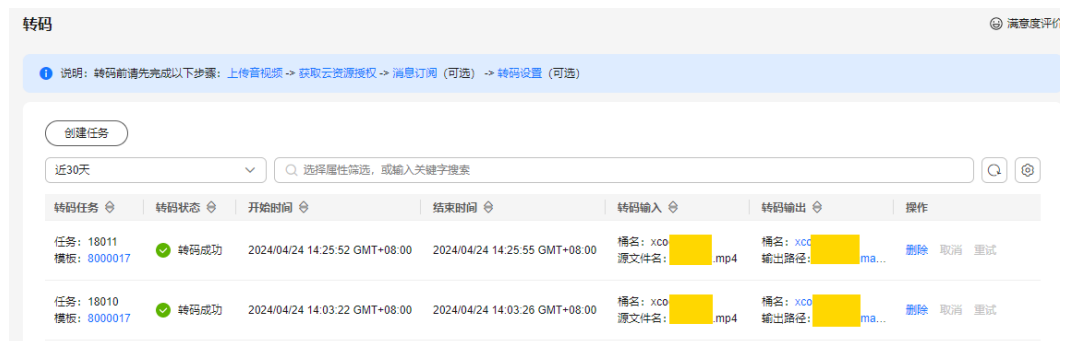 转码
满意度评价
说明：转码前请先完成以下步骤：上传音视频 -> 获取云资源授权 -> 消息订阅（可选） -> 转码设置（可选）
创建任务
近30天
选择属性筛选，或输入关键字搜索
转码任务 转码状态 开始时间 结束时间 转码输入 转码输出 操作
任务：18011
模板：8000017
转码成功
2024/04/24 14:25:52 GMT+08:00
2024/04/24 14:25:55 GMT+08:00
桶名：xco
源文件名： .mp4
桶名：xcc
输出路径： ma...
删除 取消 重试
任务：18010
模板：8000017
转码成功
2024/04/24 14:03:22 GMT+08:00
2024/04/24 14:03:26 GMT+08:00
桶名：xco
源文件名： .mp4
桶名：xco
输出路径： ma...
删除 取消 重试